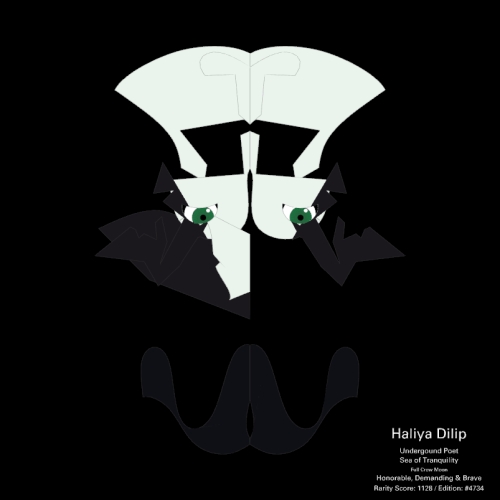 Haliya Dilip
Undergound Poet
Sea of Tranquility
Full Crow Moon
Honorable, Demanding & Brave
Rarity Score: 1128 / Edition: #4734